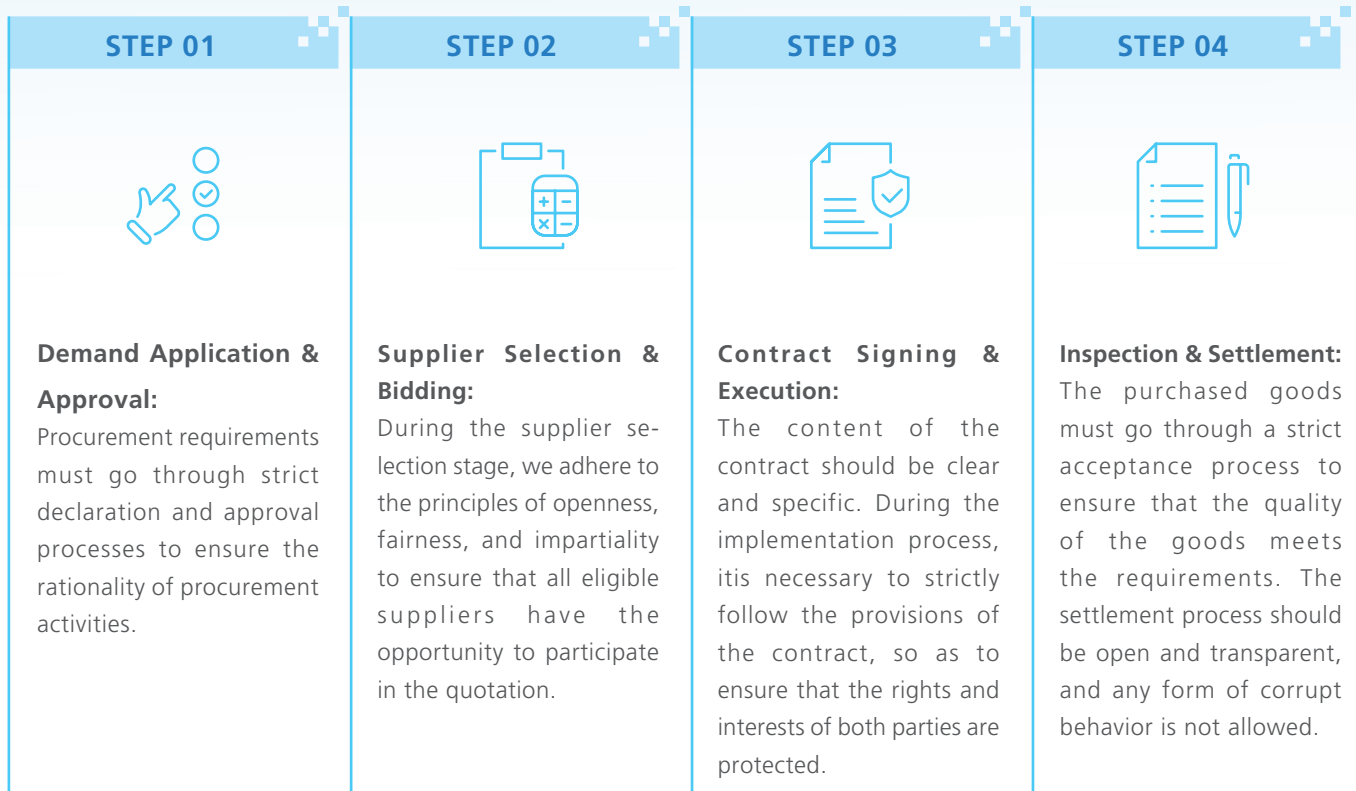 STEP 01
Demand Application &
Approval:
Procurement requirements
must go through strict
declaration and approval
processes to ensure the
rationality of procurement
activities.
STEP 02
Supplier Selection &
Bidding:
During the supplier se-
lection stage, we adhere to
the principles of openness,
fairness, and impartiality
to ensure that all eligible
suppliers have the
opportunity to participate
in the quotation.
STEP 03
Contract Signing &
Execution:
The content of the
contract should be clear
and specific. During the
implementation process,
itis necessary to strictly
follow the provisions of
the contract, so as to
ensure that the rights and
interests of both parties are
protected.
STEP 04
Inspection & Settlement:
The purchased goods
must go through a strict
acceptance process to
ensure that the quality
of the goods meets
the requirements. The
settlement process should
be open and transparent,
and any form of corrupt
behavior is not allowed.